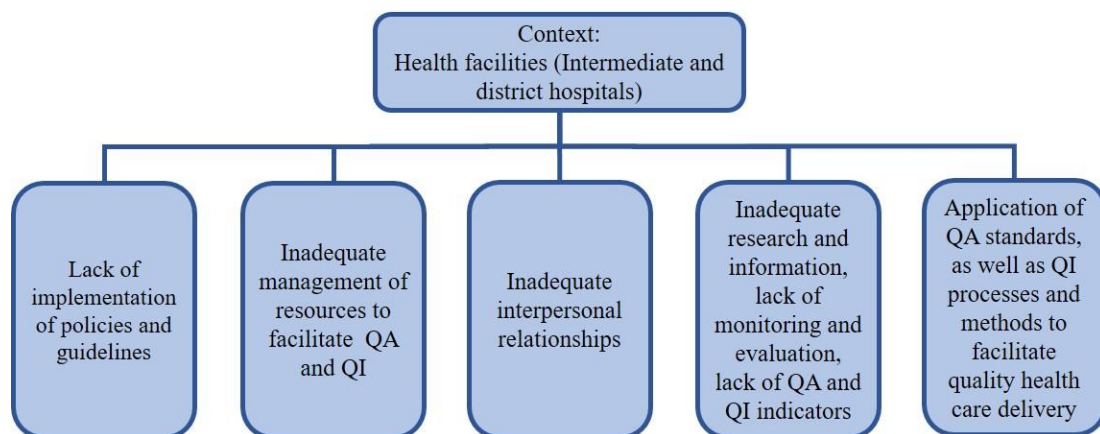 Context:
Health facilities (Intermediate and
district hospitals)
Lack of
implementation
of policies and
guidelines
Inadequate
management of
resources to
facilitate QA
and QI
Inadequate
interpersonal
relationships
Inadequate
research and
information,
lack of
monitoring and
evaluation,
lack of QA and
QI indicators
Application of
QA standards,
as well as QI
processes and
methods to
facilitate
quality health
care delivery